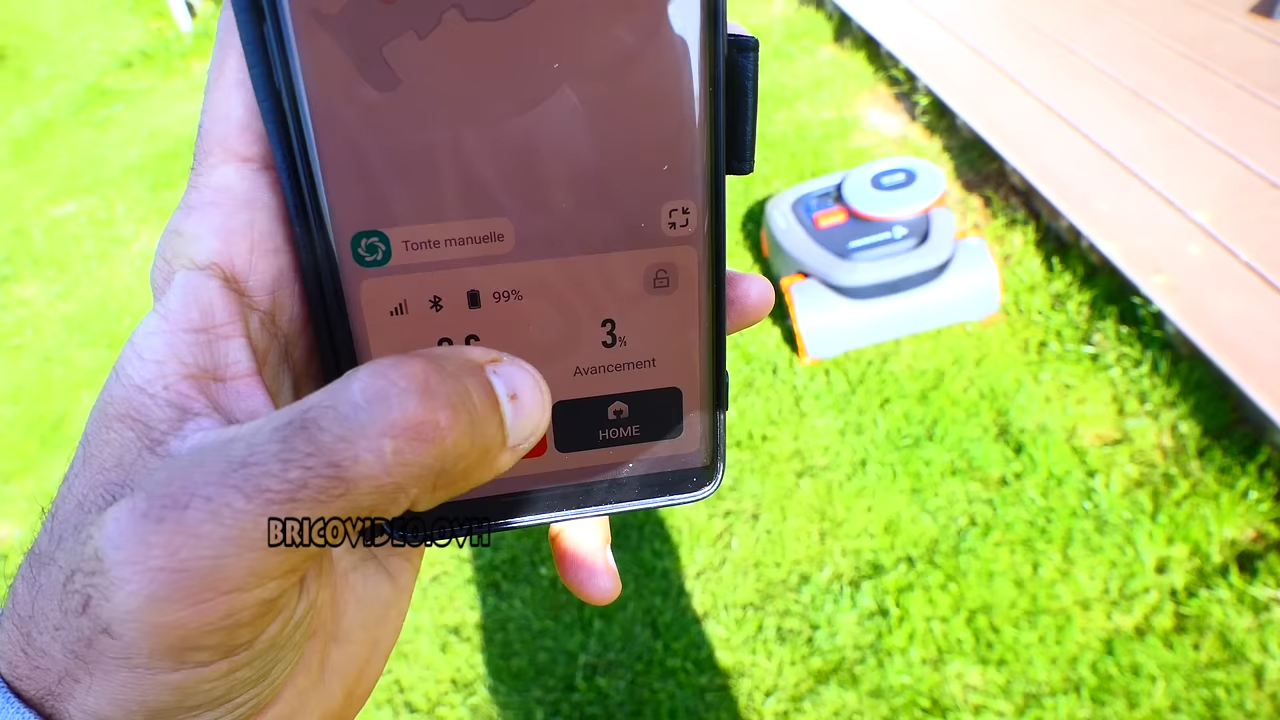 Tonte manuelle
99%
3%
Avancement
HOME
BRICOVIDEO.OVH